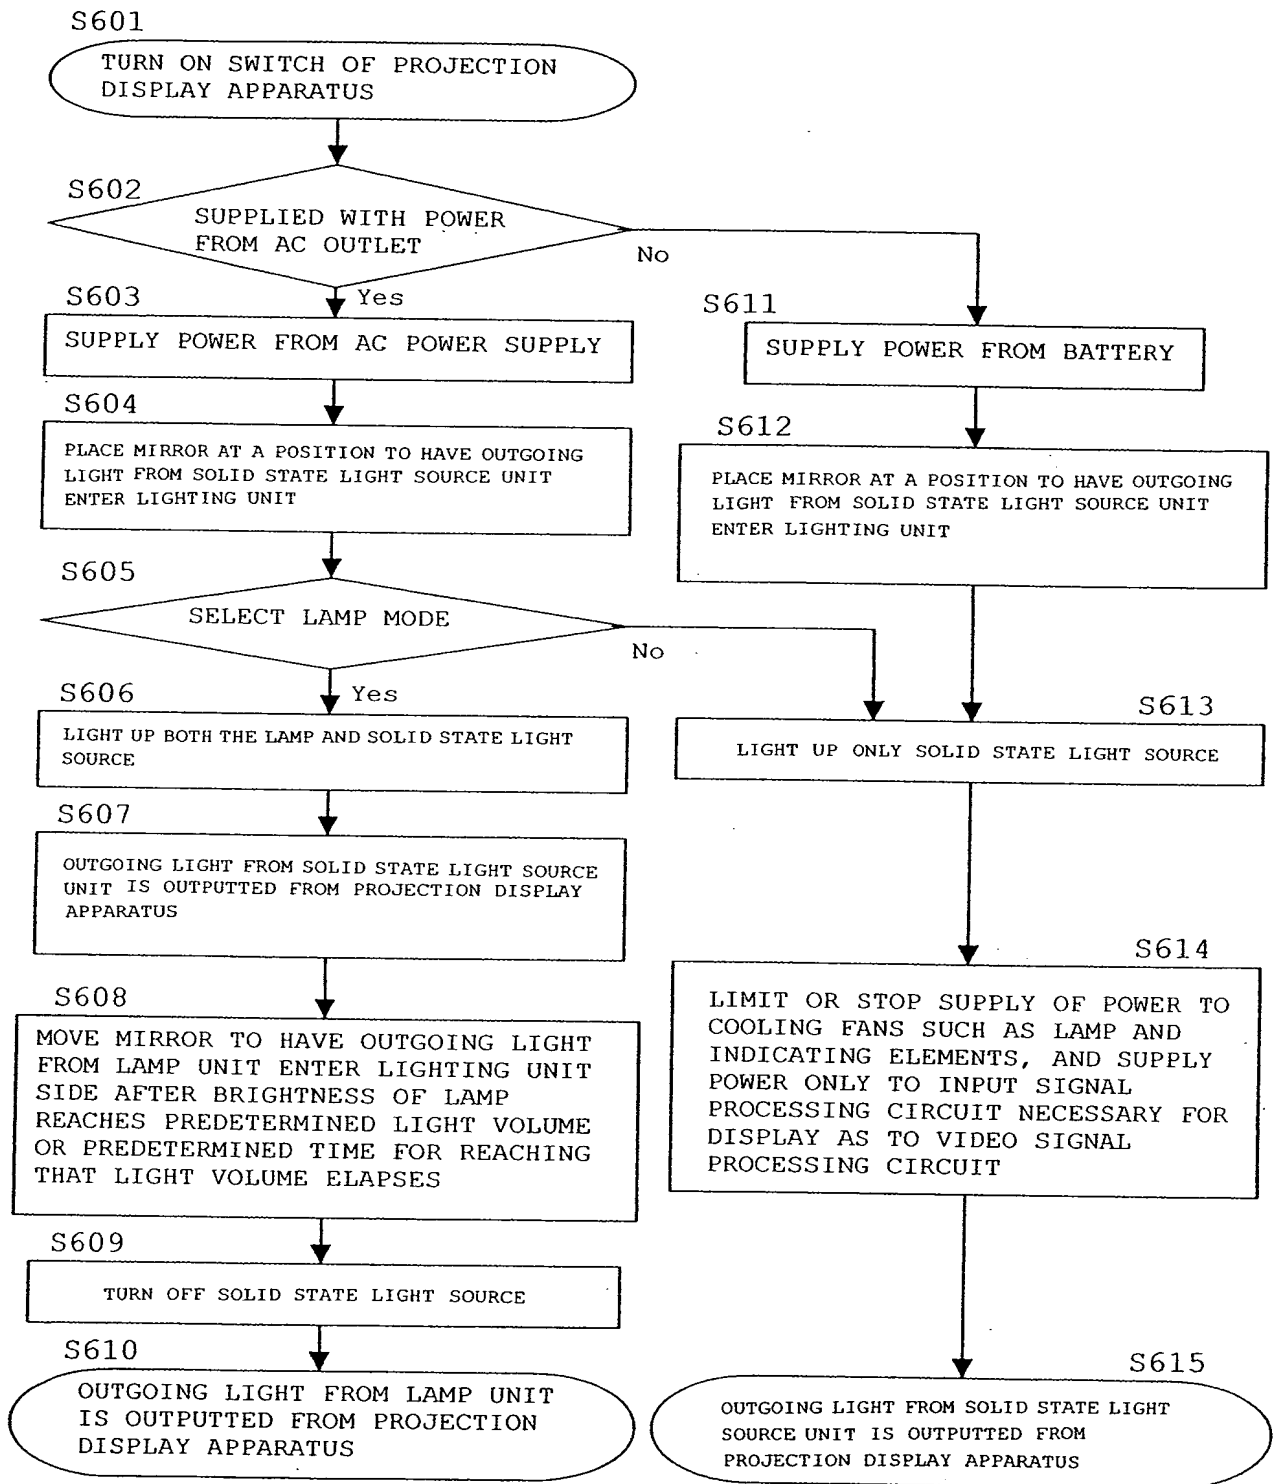 S601
TURN ON SWITCH OF PROJECTION
DISPLAY APPARATUS
S602
SUPPLIED WITH POWER
FROM AC OUTLET
No
Yes
S603
SUPPLY POWER FROM AC POWER SUPPLY
S611
SUPPLY POWER FROM BATTERY
S604
PLACE MIRROR AT A POSITION TO HAVE OUTGOING
LIGHT FROM SOLID STATE LIGHT SOURCE UNIT
ENTER LIGHTING UNIT
S612
PLACE MIRROR AT A POSITION TO HAVE OUTGOING
LIGHT FROM SOLID STATE LIGHT SOURCE UNIT
ENTER LIGHTING UNIT
S605
SELECT LAMP MODE
No
Yes
S606
LIGHT UP BOTH THE LAMP AND SOLID STATE LIGHT
SOURCE
S613
LIGHT UP ONLY SOLID STATE LIGHT SOURCE
S607
OUTGOING LIGHT FROM SOLID STATE LIGHT SOURCE
UNIT IS OUTPUTTED FROM PROJECTION DISPLAY
APPARATUS
S608
MOVE MIRROR TO HAVE OUTGOING LIGHT
FROM LAMP UNIT ENTER LIGHTING UNIT
SIDE AFTER BRIGHTNESS OF LAMP
REACHES PREDETERMINED LIGHT VOLUME
OR PREDETERMINED TIME FOR REACHING
THAT LIGHT VOLUME ELAPSES
S614
LIMIT OR STOP SUPPLY OF POWER TO
COOLING FANS SUCH AS LAMP AND
INDICATING ELEMENTS, AND SUPPLY
POWER ONLY TO INPUT SIGNAL
PROCESSING CIRCUIT NECESSARY FOR
DISPLAY AS TO VIDEO SIGNAL
PROCESSING CIRCUIT
S609
TURN OFF SOLID STATE LIGHT SOURCE
S610
OUTGOING LIGHT FROM LAMP UNIT
IS OUTPUTTED FROM PROJECTION
DISPLAY APPARATUS
S615
OUTGOING LIGHT FROM SOLID STATE LIGHT
SOURCE UNIT IS OUTPUTTED FROM
PROJECTION DISPLAY APPARATUS